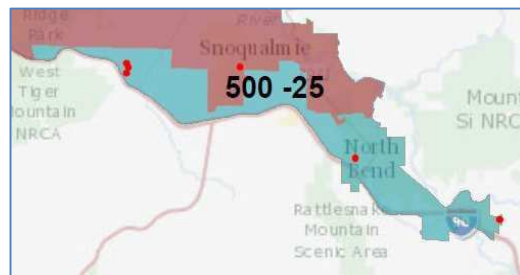 Ridge
Park
River
Snoqualmie
West
Tiger
Mountain
NRCA
500 -25
Mount
Si NRC
North
Bend
Rattlesnake
Mountain
Scenic Area
90